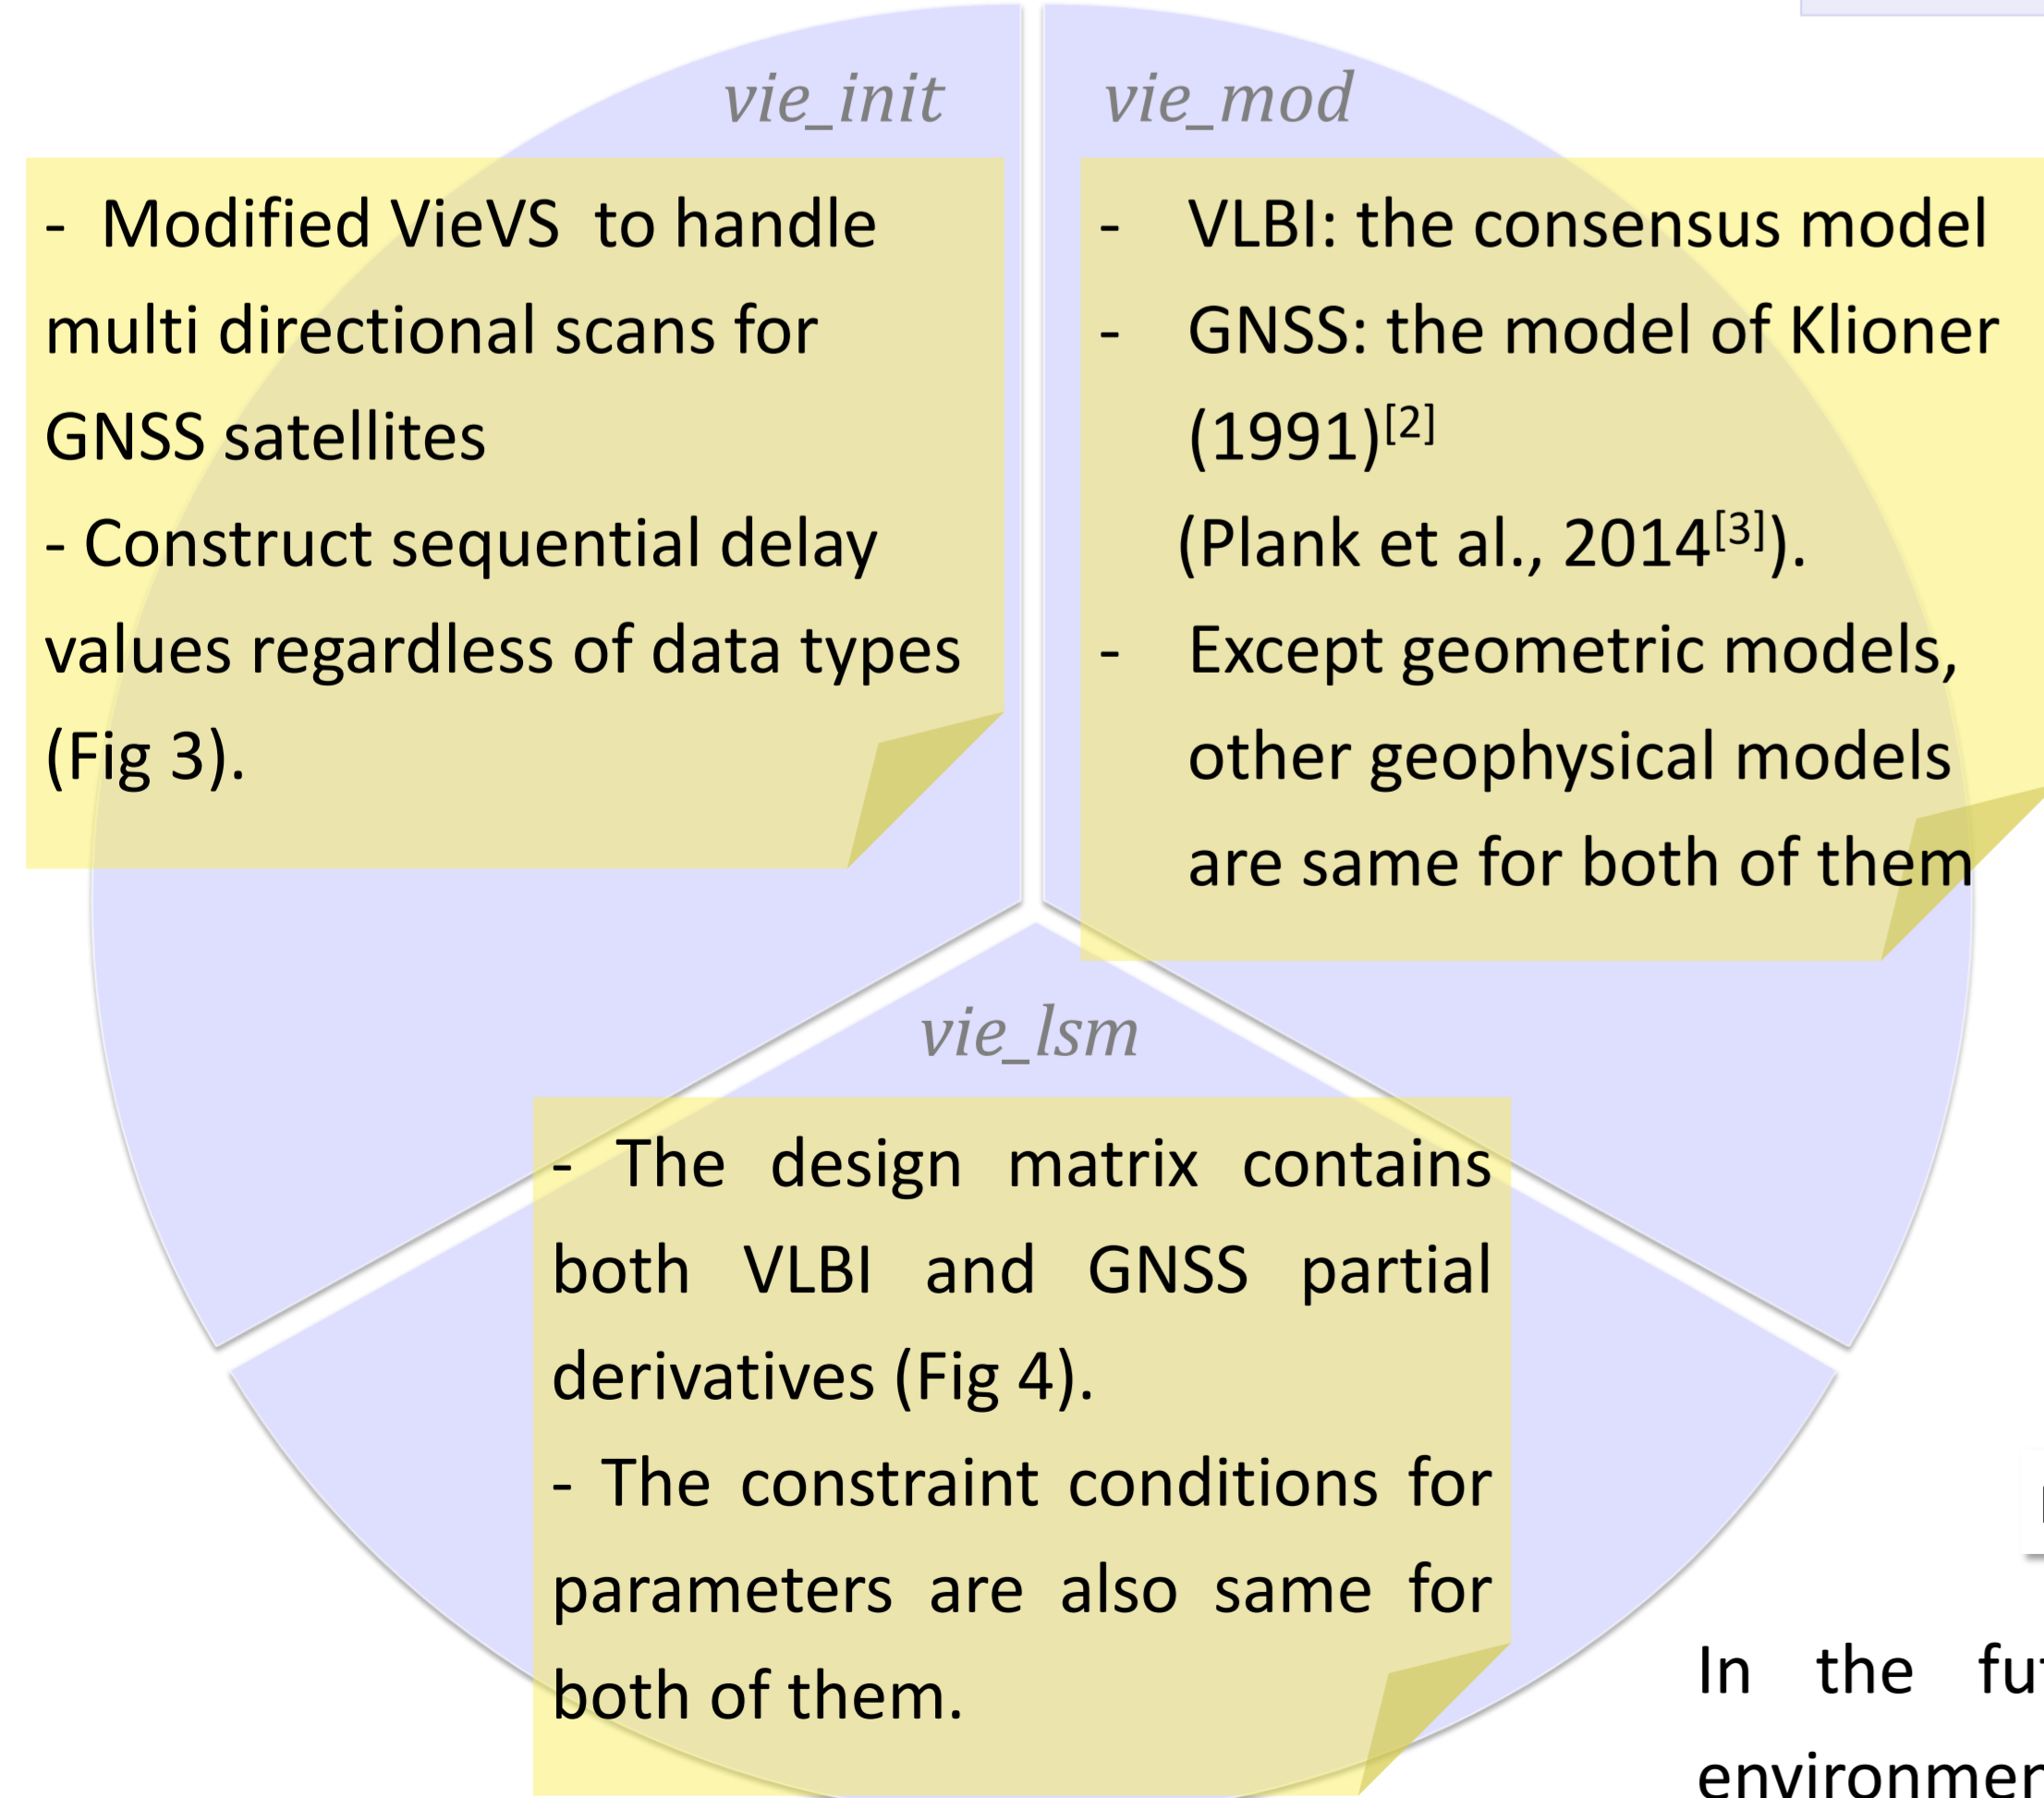 vie_init
- Modified VieVS to handle
multi directional scans for
GNSS satellites
- Construct sequential delay
values regardless of data types
(Fig 3).
vie_mod
- VLBI: the consensus model
- GNSS: the model of Klioner
(1991)[2]
(Plank et al., 2014[3]).
- Except geometric models,
other geophysical models
are same for both of them
vie_lsm
- The design matrix contains
both VLBI and GNSS partial
derivatives (Fig 4).
- The constraint conditions for
parameters are also same for
both of them.
In the